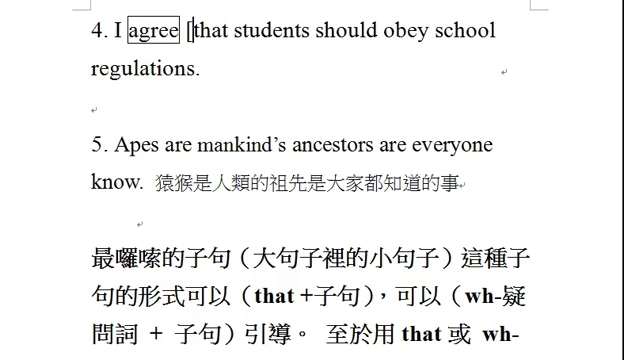 4. I agree [that students should obey school
regulations.
5. Apes are mankind's ancestors are everyone
know. 猿猴是人類的祖先是大家都知道的事
最囉嗦的子句（大句子裡的小句子）這種子
句的形式可以（that +子句），可以（wh-疑
問詞 + 子句）引導。 至於用 that 或 wh-